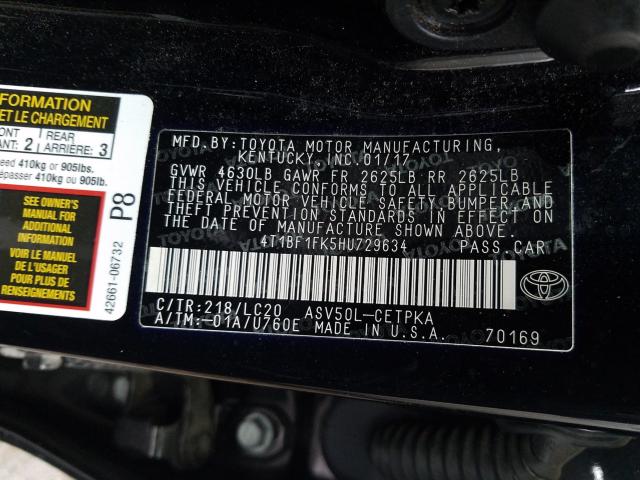 FORMATION
ET LE CHARGEMENT
ONT
ANT: 2
REAR
ARRIÈRE: 3
eed 410kg or 905lbs.
épasser 410 kg ou 905lbs.
SEE OWNER'S
MANUAL FOR
ADDITIONAL
INFORMATION
VOIR LE MANUEL
DE L'USAGER
POUR PLUS DE
RENSEIGNEMENTS
P8
42661-06732
MFD. BY: TOYOTA MOTOR MANUFACTURING,
KENTUCKY, INC. 01/17
GVWR 4630LB GAWR FR 2625LB RR 2625LB
THIS VEHICLE CONFORMS TO ALL APPLICABLE
FEDERAL MOTOR VEHICLE SAFETY, BUMPER AND
THEFT PREVENTION STANDARDS IN EFFECT ON
THE DATE OF MANUFACTURE SHOWN ABOVE.
4T1BF1FK5HU729634 PASS.CAR
C/TR:218/LC20 ASV50L-CETPKA
A/TM:-01A/U760E MADE IN U.S.A. 70169